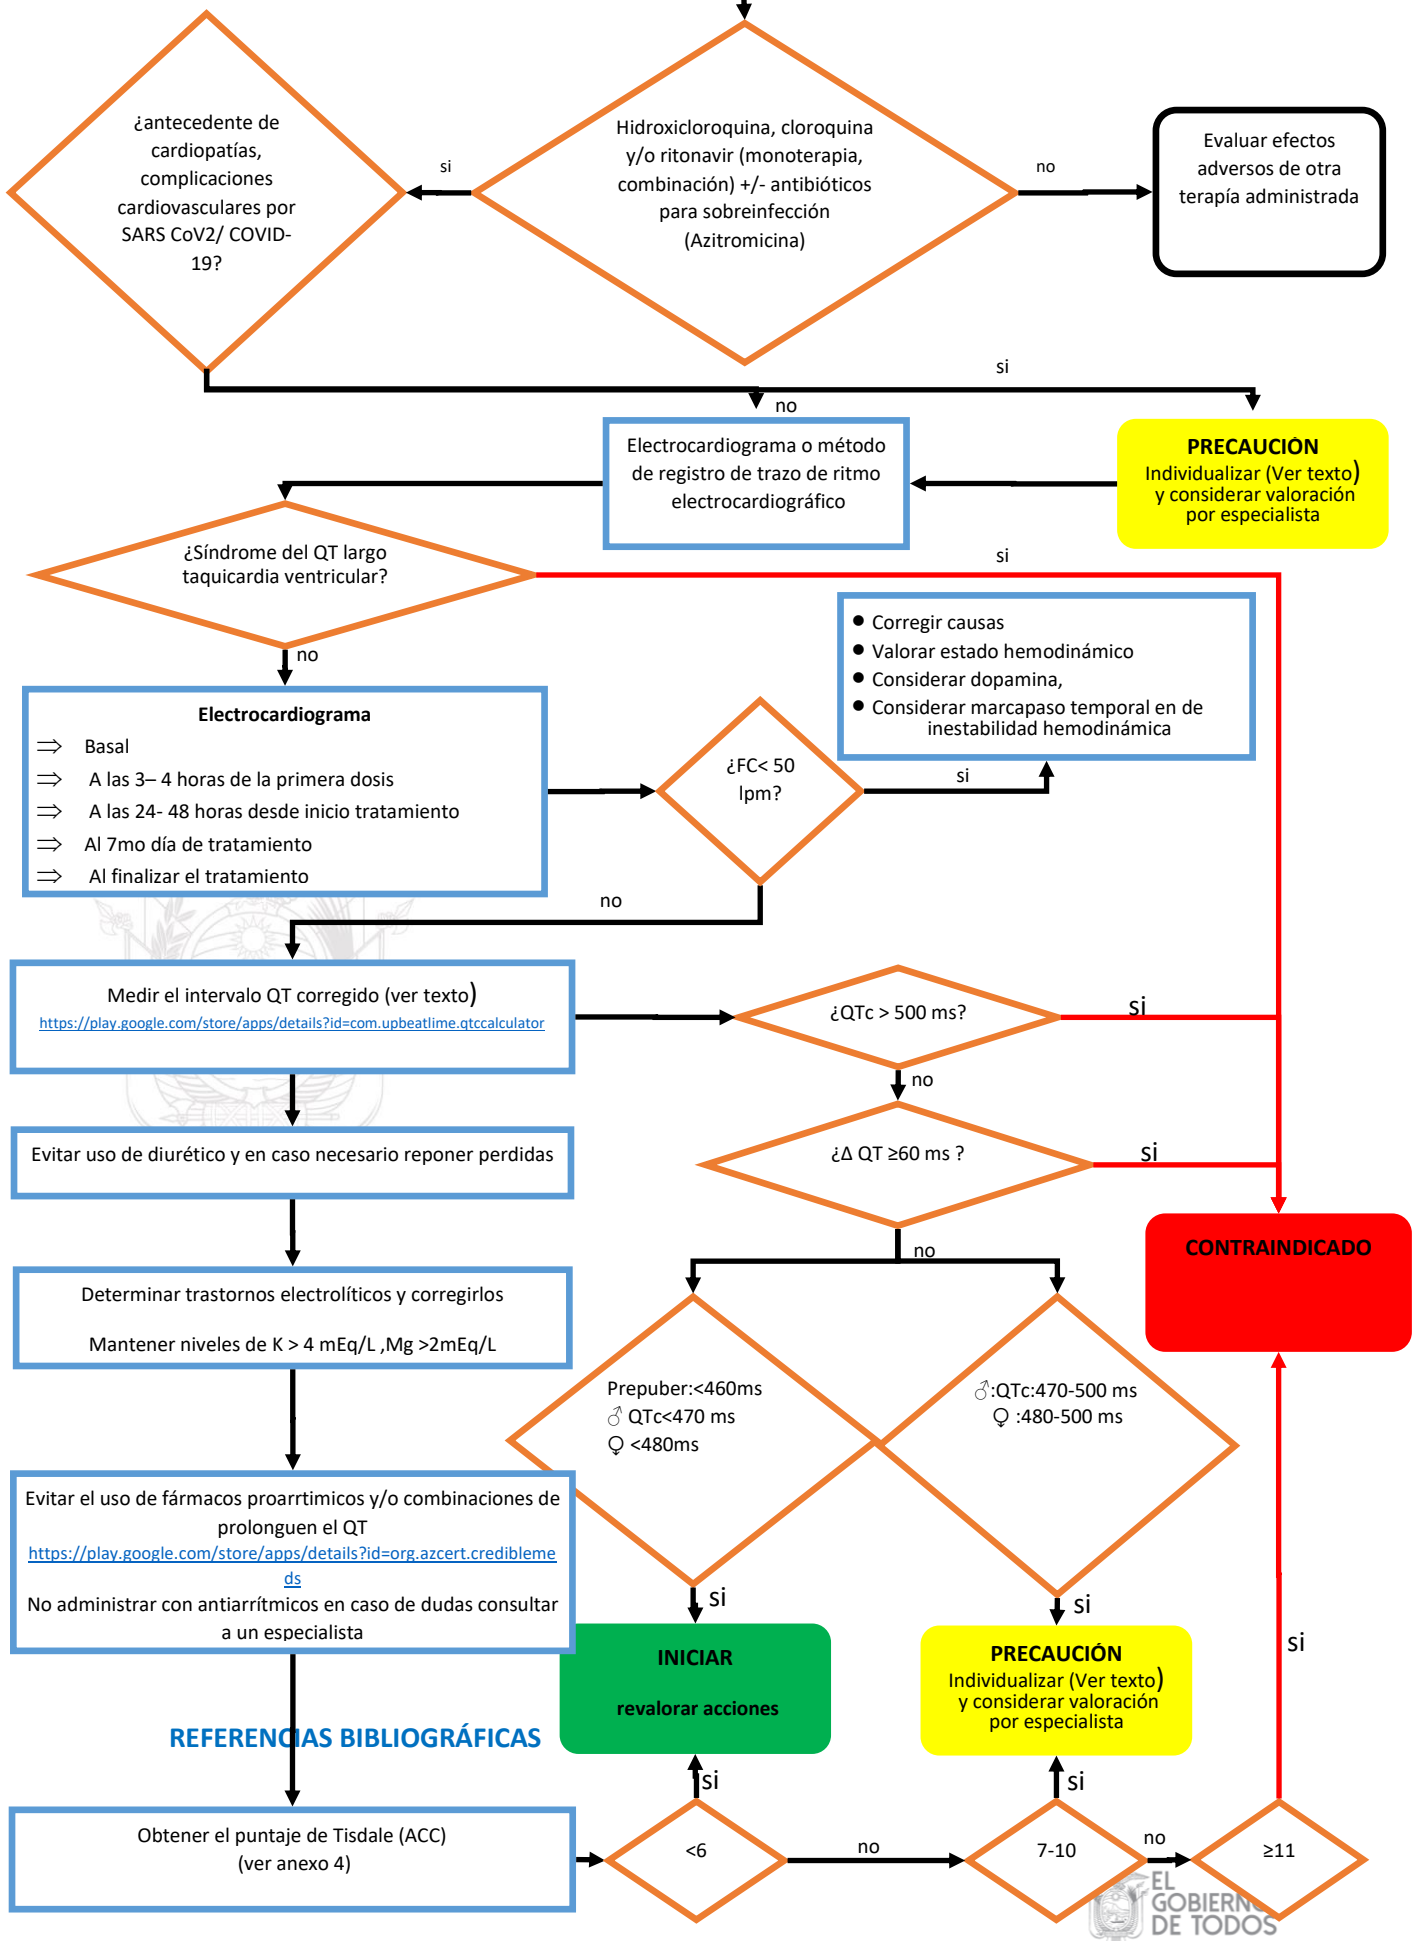 ¿antecedente de
cardiopatías,
complicaciones
cardiovasculares por
SARS CoV2/ COVID-
19?
si
Hidroxicloroquina, cloroquina
y/o ritonavir (monoterapia,
combinación) +/- antibióticos
para sobreinfección
(Azitromicina)
no
Evaluar efectos
adversos de otra
terapía administrada
si
no
Electrocardiograma o método
de registro de trazo de ritmo
electrocardiográfico
PRECAUCIÓN
Individualizar (Ver texto)
y considerar valoración
por especialista
¿Síndrome del QT largo
taquicardia ventricular?
si
no
● Corregir causas
● Valorar estado hemodinámico
● Considerar dopamina,
● Considerar marcapaso temporal en de
inestabilidad hemodinámica
Electrocardiograma
⇒ Basal
⇒ A las 3– 4 horas de la primera dosis
⇒ A las 24- 48 horas desde inicio tratamiento
⇒ Al 7mo día de tratamiento
⇒ Al finalizar el tratamiento
¿FC< 50
lpm?
si
no
Medir el intervalo QT corregido (ver texto)
https://play.google.com/store/apps/details?id=com.upbeatlime.qtccalculator
¿QTc > 500 ms?
si
no
Evitar uso de diurético y en caso necesario reponer perdidas
¿Δ QT ≥60 ms ?
si
no
CONTRAINDICADO
Determinar trastornos electrolíticos y corregirlos
Mantener niveles de K > 4 mEq/L ,Mg >2mEq/L
Prepuber:<460ms
♂ QTc<470 ms
♀ <480ms
♂:QTc:470-500 ms
♀ :480-500 ms
Evitar el uso de fármacos proarrtimicos y/o combinaciones de
prolonguen el QT
https://play.google.com/store/apps/details?id=org.azcert.credibleme
ds
No administrar con antiarrítmicos en caso de dudas consultar
a un especialista
si
si
si
INICIAR
revalorar acciones
PRECAUCIÓN
Individualizar (Ver texto)
y considerar valoración
por especialista
REFERENCIAS BIBLIOGRÁFICAS
si
si
Obtener el puntaje de Tisdale (ACC)
(ver anexo 4)
<6
no
7-10
no
≥11
EL
GOBIERNO
DE TODOS